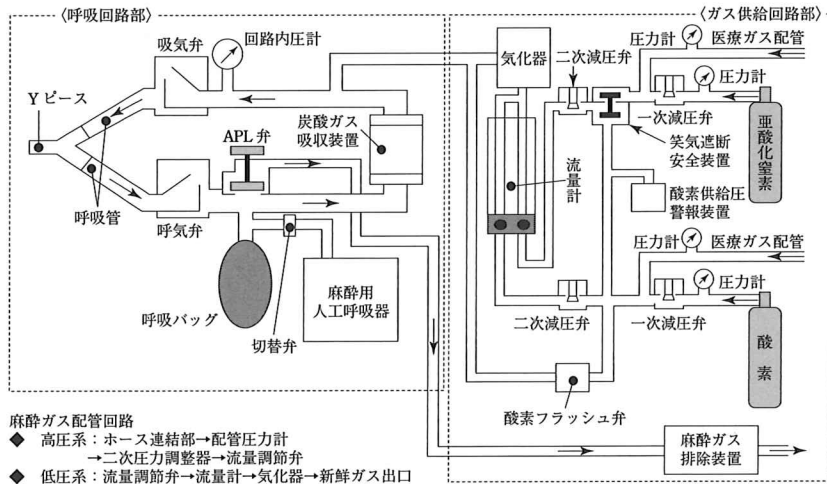 〈呼吸回路部〉
〈ガス供給回路部〉
吸気弁
回路内圧計
Yピース
APL弁
炭酸ガス
吸収装置
呼吸管
呼気弁
呼吸バッグ
切替弁
麻酔用
人工呼吸器
気化器
二次減圧弁
圧力計
医療ガス配管
圧力計
一次減圧弁
笑気遮断
安全装置
亜酸化窒素
流量計
酸素供給圧
警報装置
圧力計
医療ガス配管
圧力計
二次減圧弁
一次減圧弁
酸素
酸素フラッシュ弁
麻酔ガス
排除装置
麻酔ガス配管回路
◆ 高圧系：ホース連結部→配管圧力計
→二次圧力調整器→流量調節弁
◆ 低圧系：流量調節弁→流量計→気化器→新鮮ガス出口